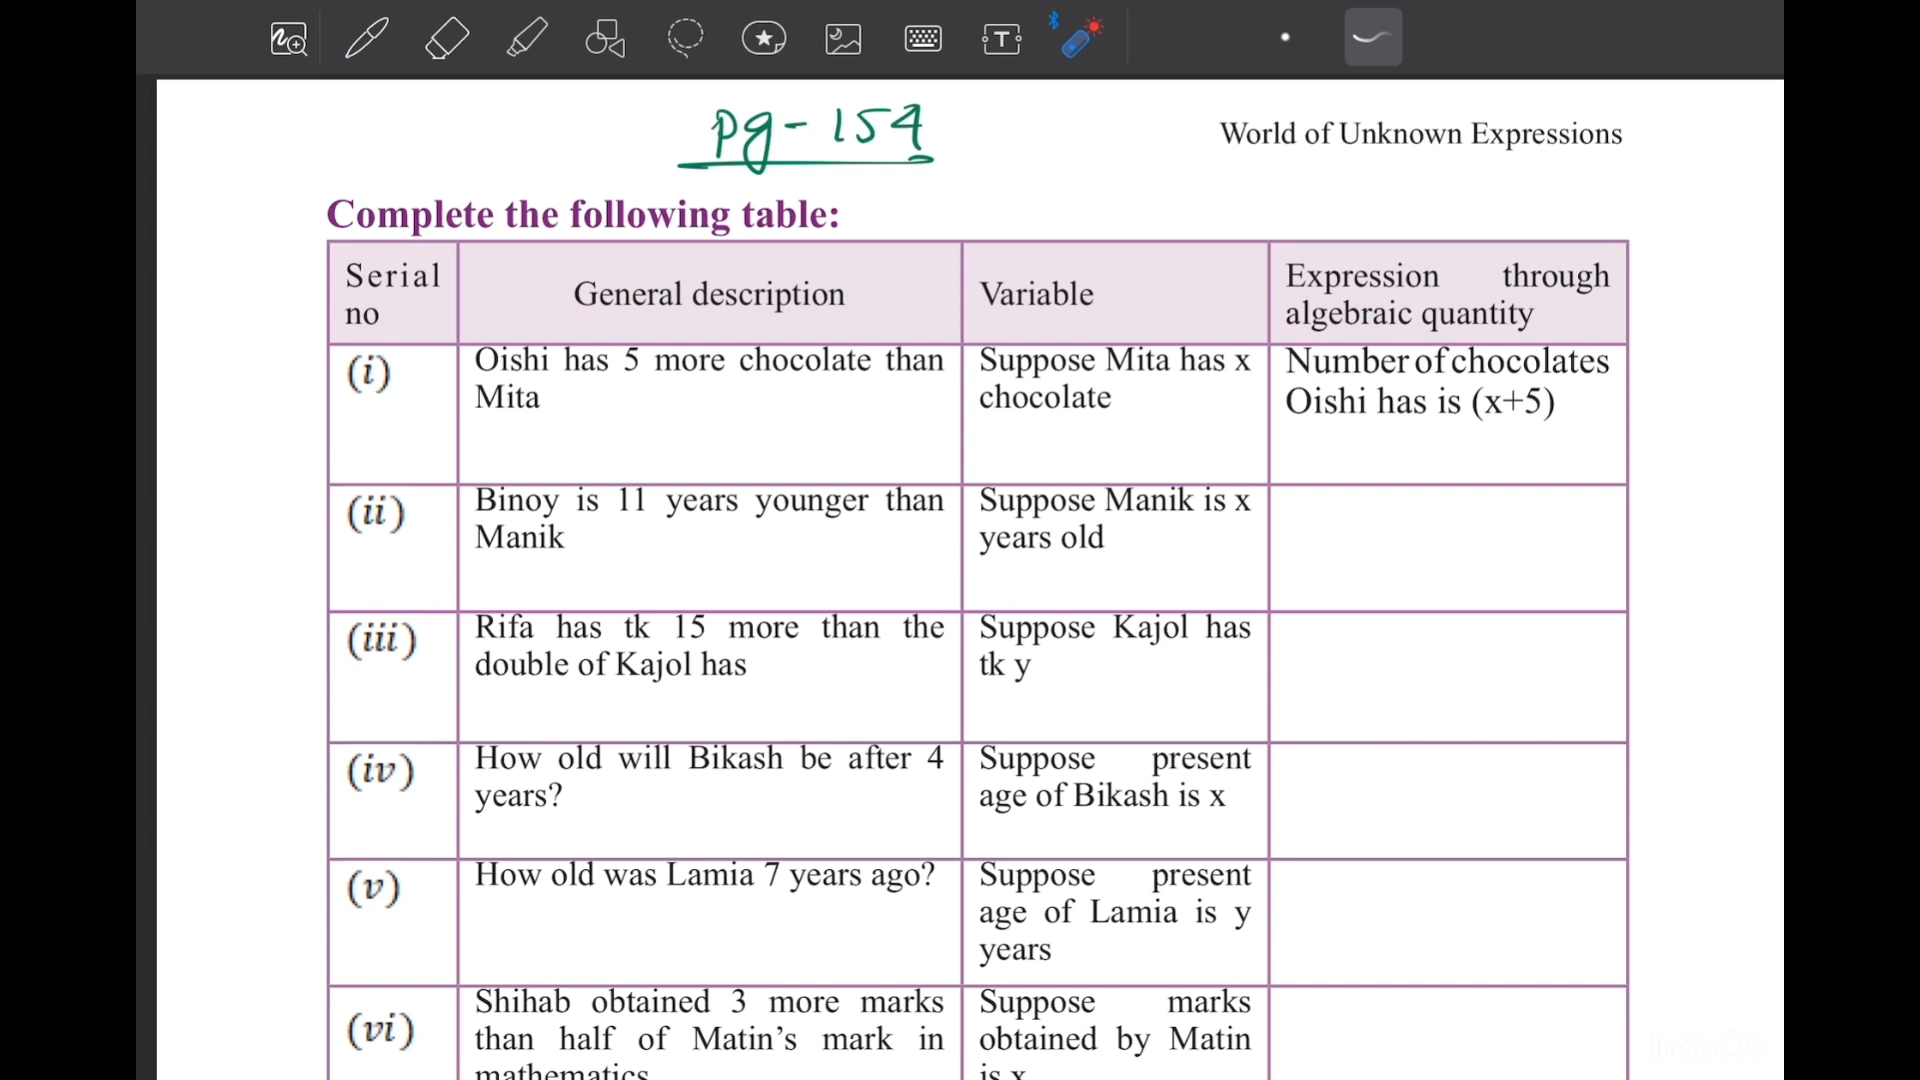 pg-154
World of Unknown Expressions
Complete the following table:
Serial no
General description
Variable
Expression through
algebraic quantity
(i)
Oishi has 5 more chocolate than
Mita
Suppose Mita has x
chocolate
Number of chocolates
Oishi has is (x+5)
(ii)
Binoy is 11 years younger than
Manik
Suppose Manik is x
years old
(iii)
Rifa has tk 15 more than the
double of Kajol has
Suppose Kajol has
tk y
(iv)
How old will Bikash be after 4
years?
Suppose present
age of Bikash is x
(v)
How old was Lamia 7 years ago?
Suppose present
age of Lamia is y
years
(vi)
Shihab obtained 3 more marks
than half of Matin's mark in
mathematics
Suppose marks
obtained by Matin
is x